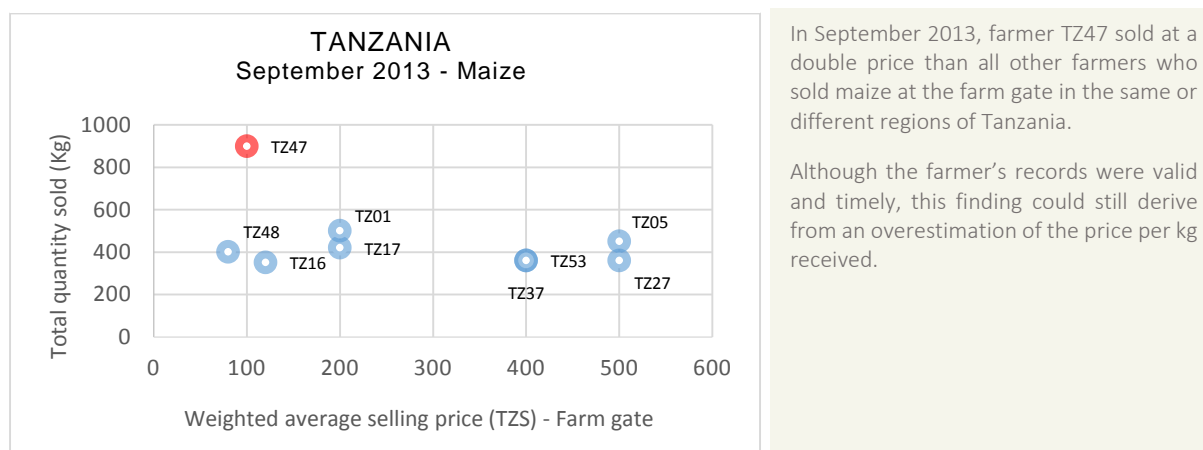 TANZANIA
September 2013 - Maize
Total quantity sold (Kg)
1000
800
600
400
200
0
TZ47
TZ01
TZ48
TZ17
TZ16
TZ05
TZ53
TZ37
TZ27
0 100 200 300 400 500 600
Weighted average selling price (TZS) - Farm gate
In September 2013, farmer TZ47 sold at a
double price than all other farmers who
sold maize at the farm gate in the same or
different regions of Tanzania.
Although the farmer’s records were valid
and timely, this finding could still derive
from an overestimation of the price per kg
received.